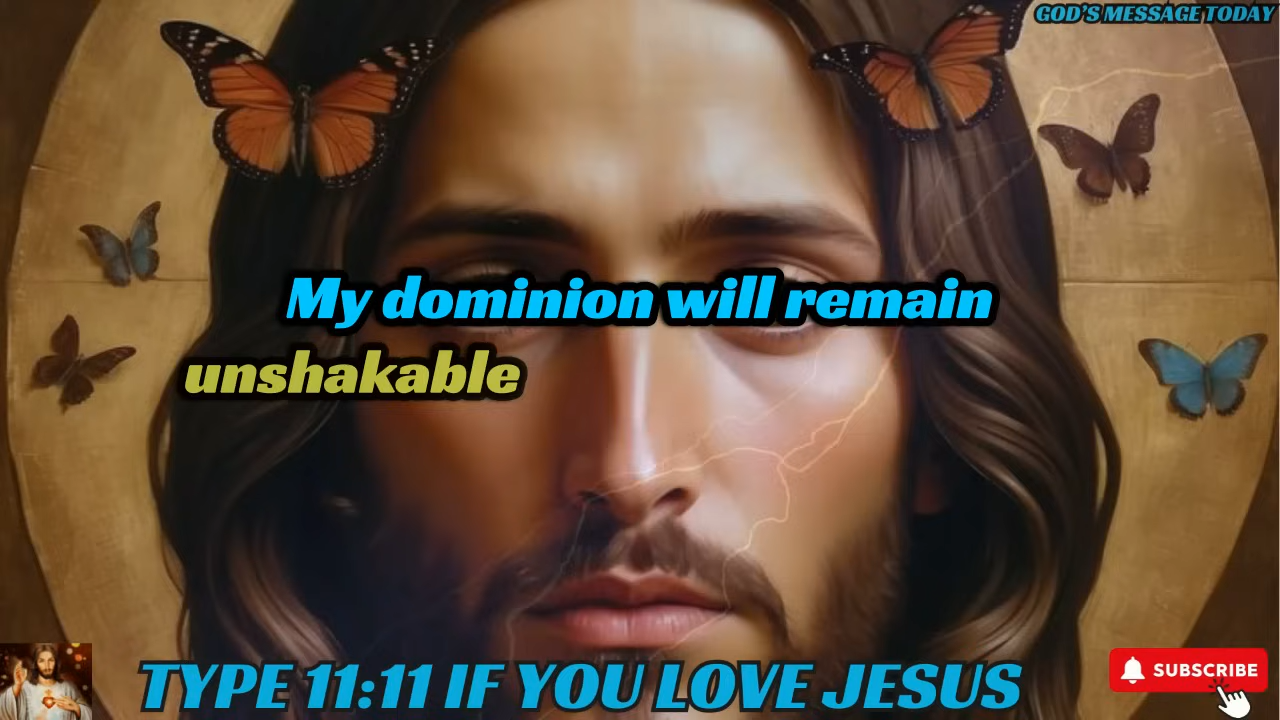 GOD'S MESSAGE TODAY
My dominion will remain
unshakable
TYPE 11:11 IF YOU LOVE JESUS
SUBSCRIBE